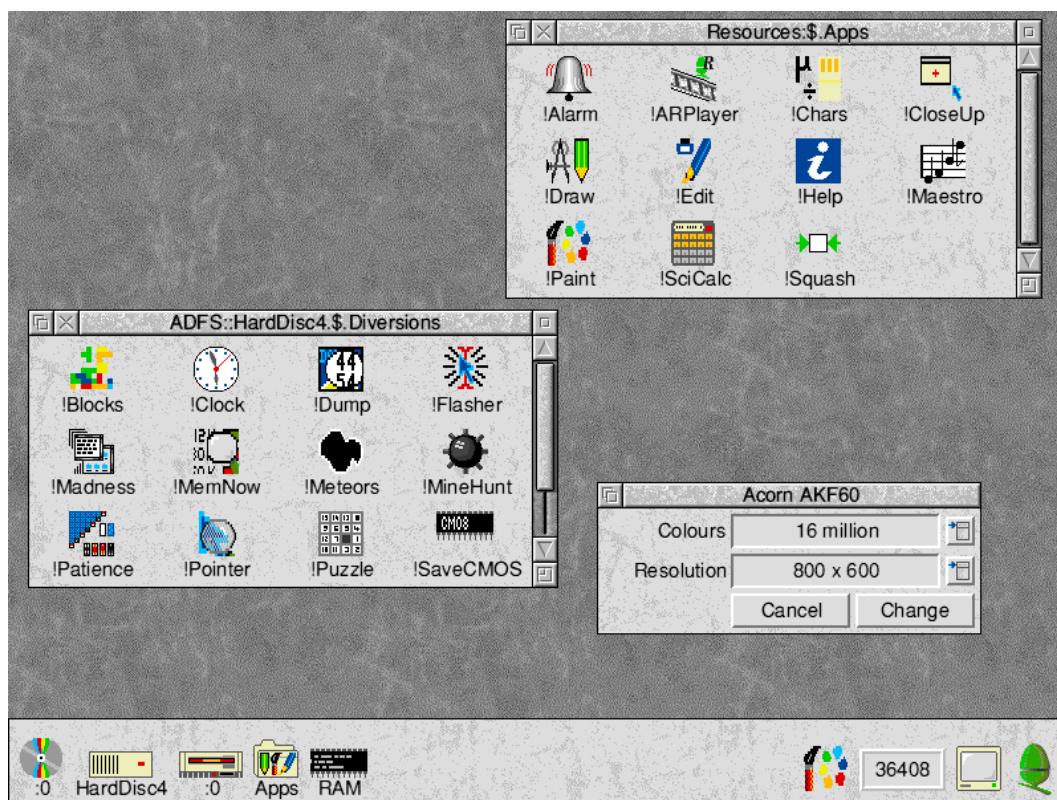 Resources:$.Apps
!Alarm !ARPlayer !Chars !CloseUp
!Draw !Edit !Help !Maestro
!Paint !SciCalc !Squash
ADFS::HardDisc4.$.Diversions
!Blocks !Clock !Dump !Flasher
!Madness !MemNow !Meteors !MineHunt
!Patience !Pointer !Puzzle !SaveCMOS
Acorn AKF60
Colours 16 million
Resolution 800 x 600
Cancel Change
:0 HardDisc4 :0 Apps RAM 36408